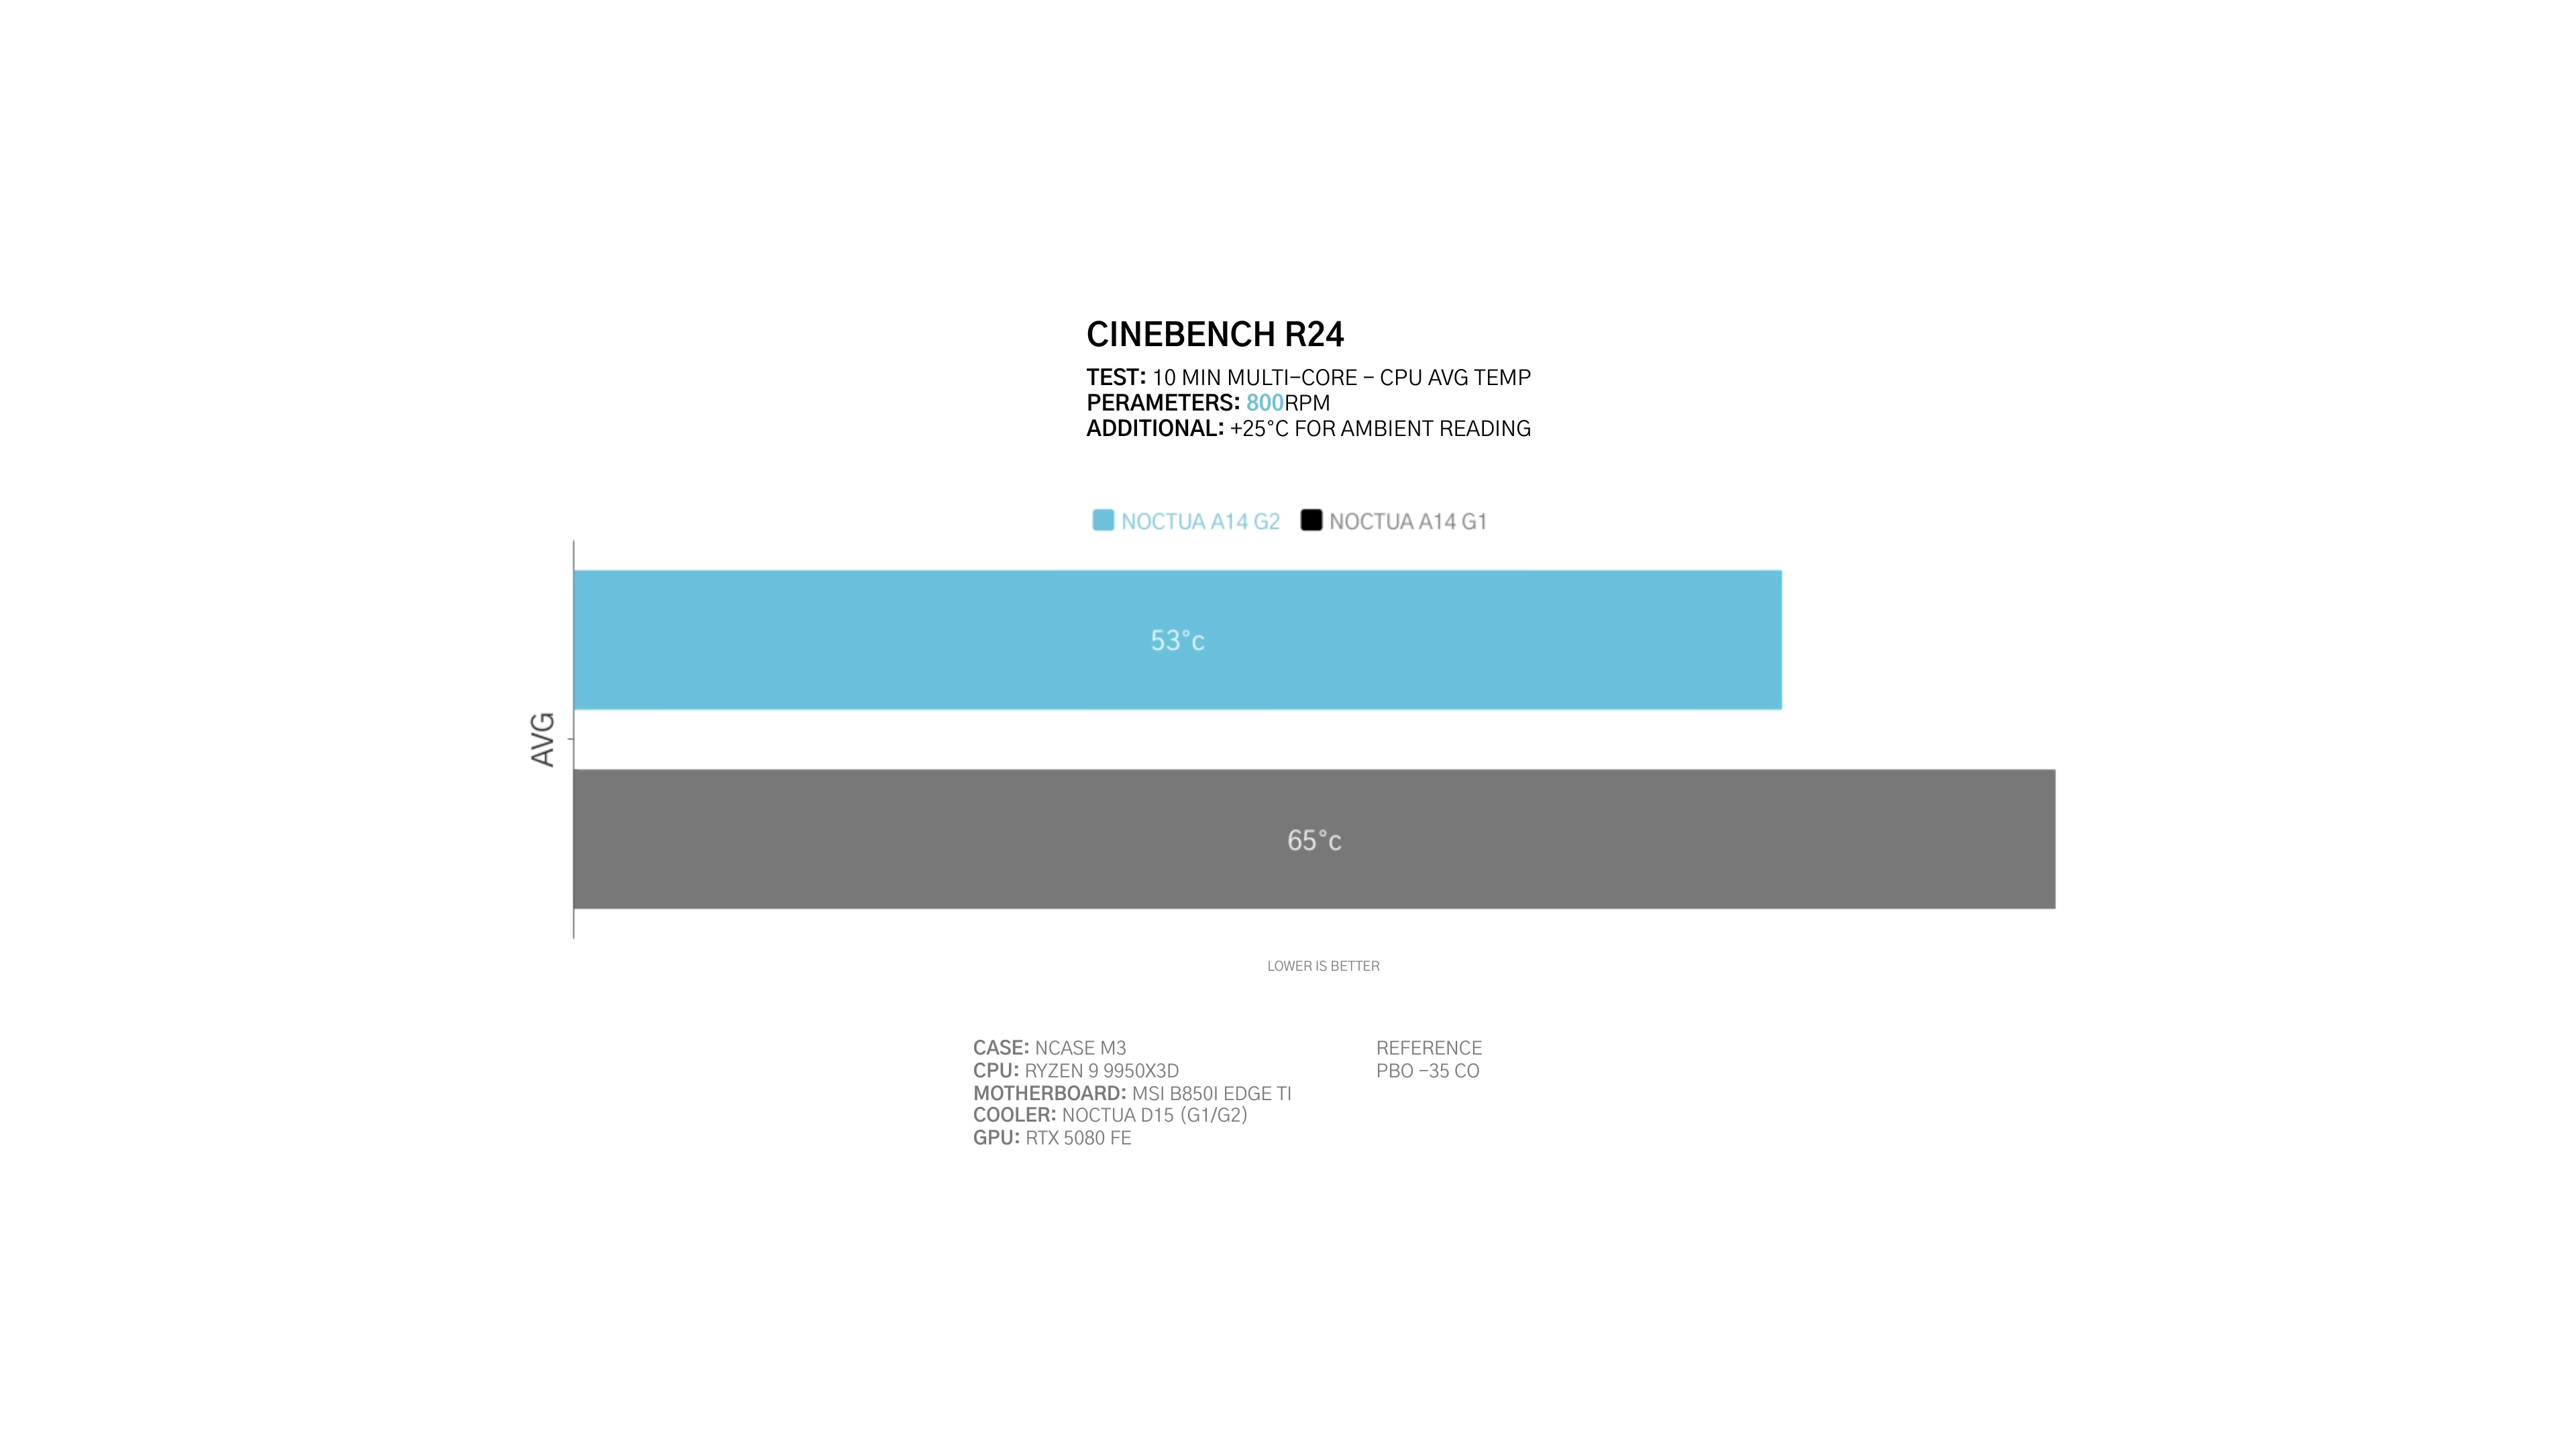 CINEBENCH R24
TEST: 10 MIN MULTI-CORE - CPU AVG TEMP
PERAMETERS: 800RPM
ADDITIONAL: +25°C FOR AMBIENT READING
NOCTUA A14 G2 NOCTUA A14 G1
53°c
AVG
65°c
LOWER IS BETTER
CASE: NCASE M3
CPU: RYZEN 9 9950X3D
MOTHERBOARD: MSI B850I EDGE TI
COOLER: NOCTUA D15 (G1/G2)
GPU: RTX 5080 FE
REFERENCE
PBO -35 CO